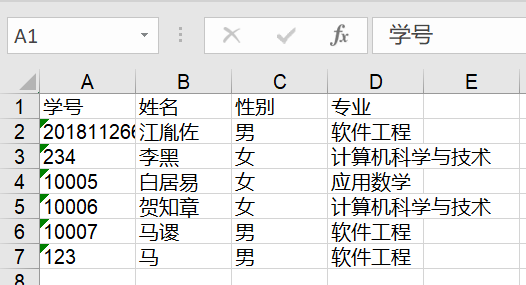 A1 fx 学号
A B C D E
1 学号 姓名 性别 专业
2 201811266 江胤佐 男 软件工程
3 234 李黑 女 计算机科学与技术
4 10005 白居易 女 应用数学
5 10006 贺知章 女 计算机科学与技术
6 10007 马谡 男 软件工程
7 123 马 男 软件工程
8